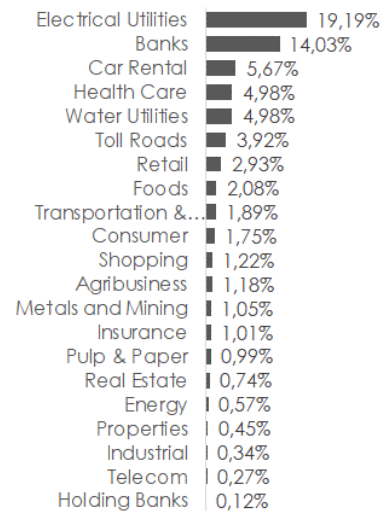 Electrical Utilities 19,19%
Banks 14,03%
Car Rental 5,67%
Health Care 4,98%
Water Utilities 4,98%
Toll Roads 3,92%
Retail 2,93%
Foods 2,08%
Transportation &... 1,89%
Consumer 1,75%
Shopping 1,22%
Agribusiness 1,18%
Metals and Mining 1,05%
Insurance 1,01%
Pulp & Paper 0,99%
Real Estate 0,74%
Energy 0,57%
Properties 0,45%
Industrial 0,34%
Telecom 0,27%
Holding Banks 0,12%